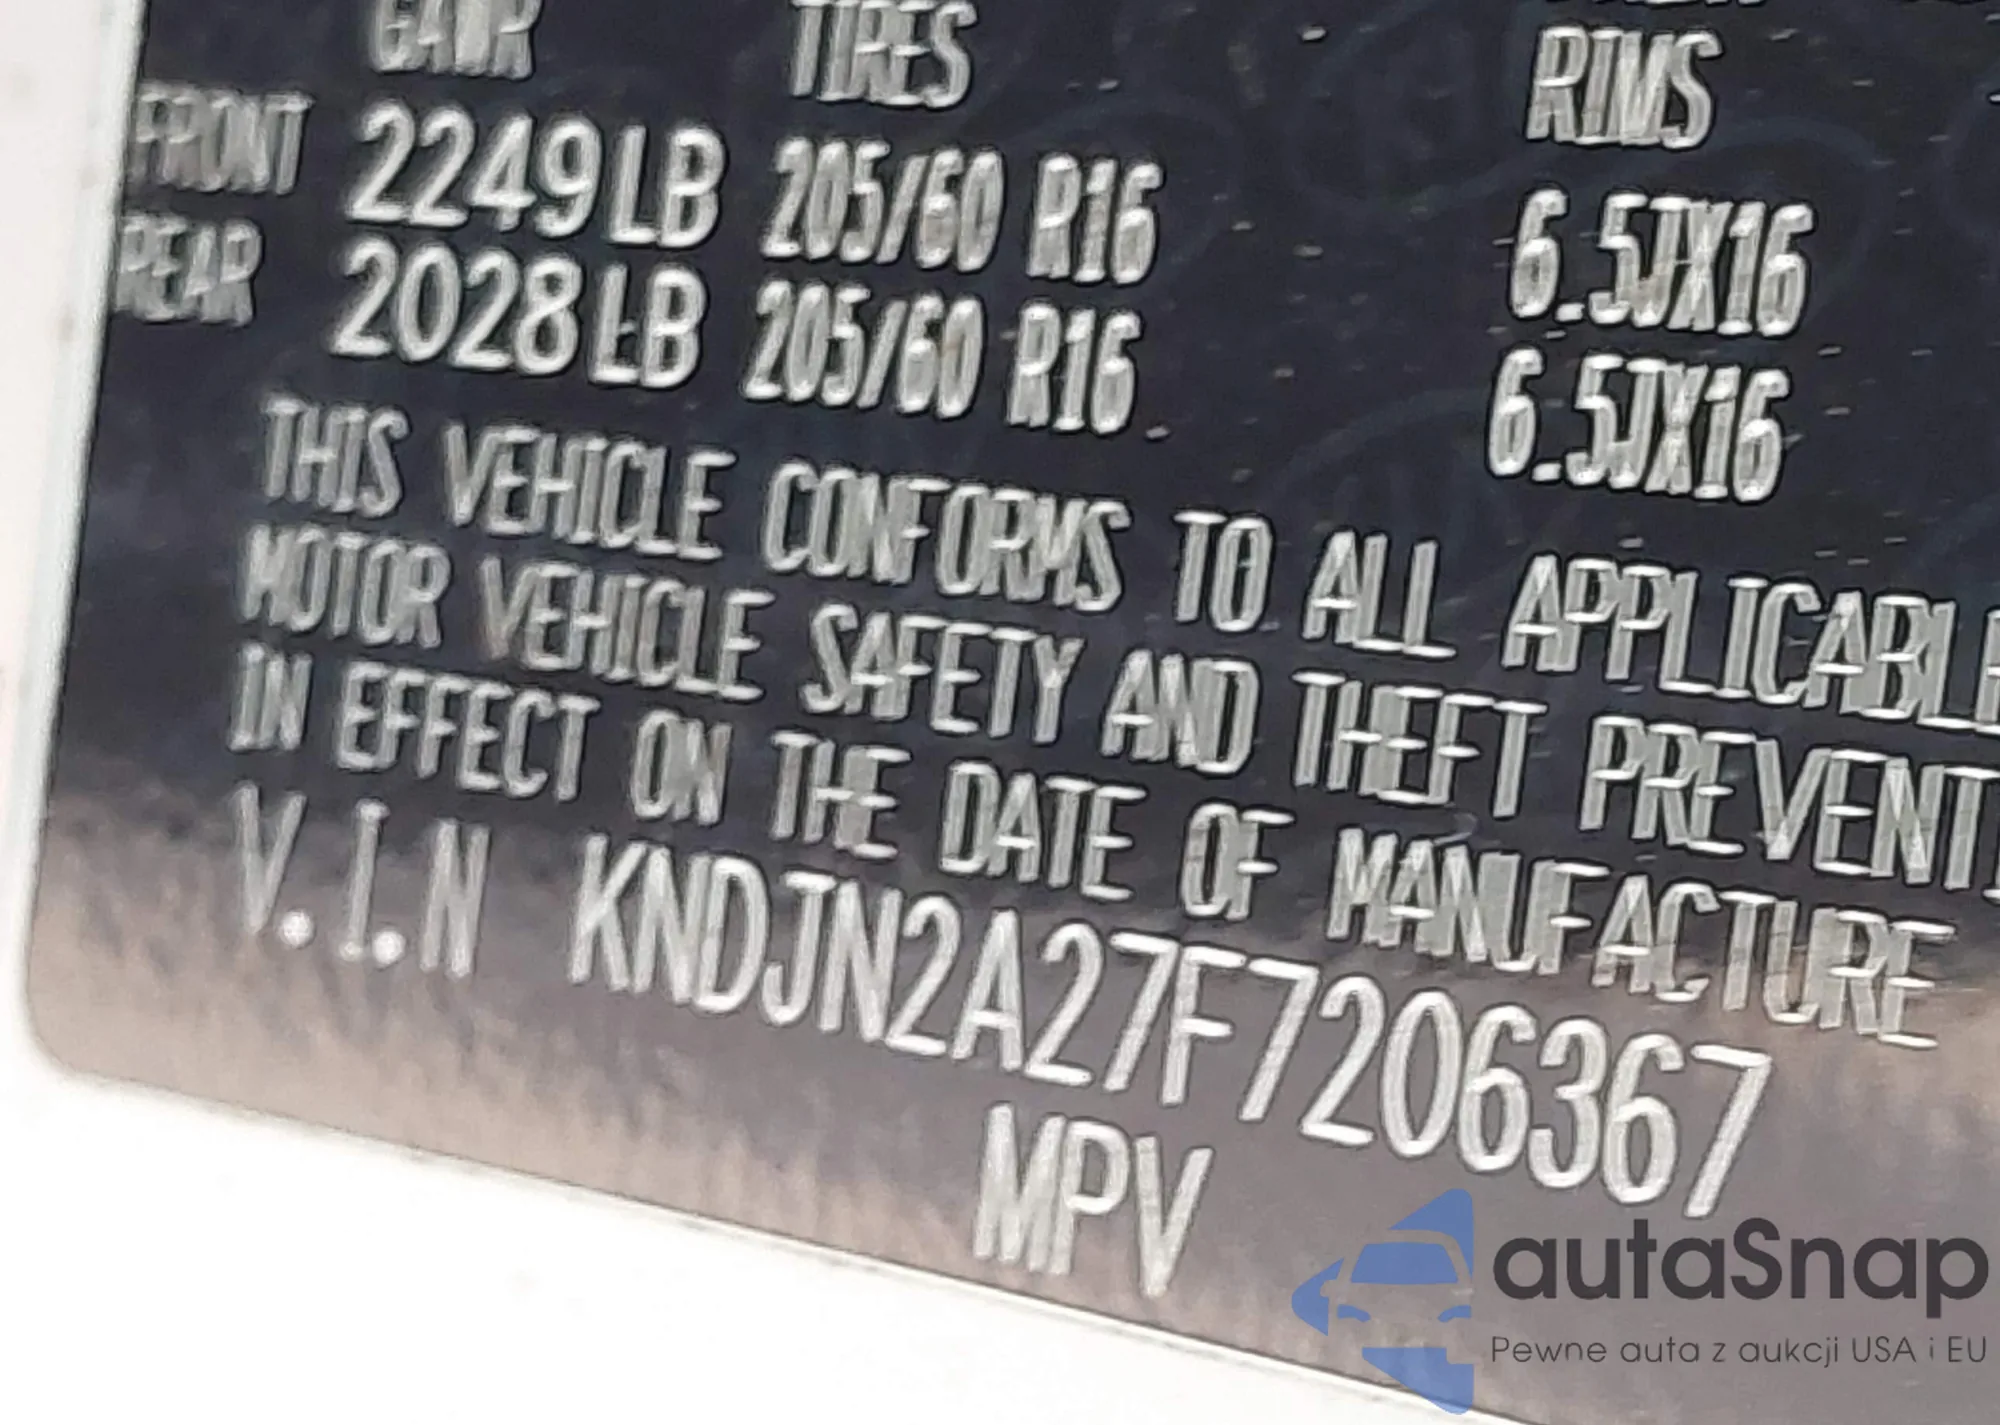 GAWR TIRES RIMS
FRONT 2249LB 205/60 R16 6.5JX16
REAR 2028LB 205/60 R16 6.5JX16
THIS VEHICLE CONFORMS TO ALL APPLICABLE
MOTOR VEHICLE SAFETY AND THEFT PREVENTI
IN EFFECT ON THE DATE OF MANUFACTURE
V.I.N KNDJN2A27F7206367
MPV
autaSnap
Pewne auta z aukcji USA i EU